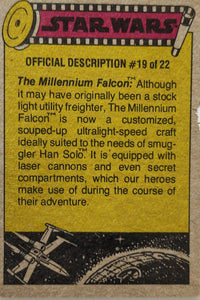 STAR WARS
OFFICIAL DESCRIPTION #19 of 22
The Millennium Falcon:™ Although
it may have originally been a stock
light utility freighter, The Millennium
Falcon™ is now a customized,
souped-up ultralight-speed craft
ideally suited to the needs of smug-
gler Han Solo.™ It is equipped with
laser cannons and even secret
compartments, which our heroes
make use of during the course of
their adventure.